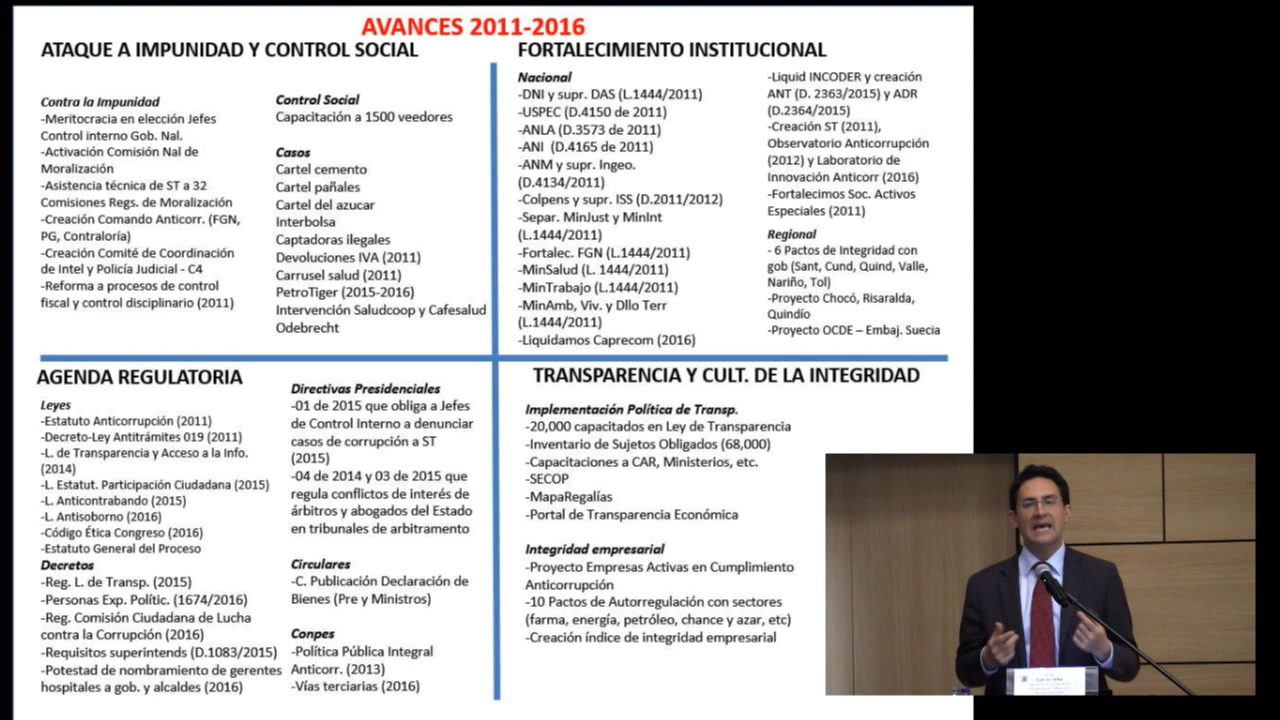 AVANCES 2011-2016
ATAQUE A IMPUNIDAD Y CONTROL SOCIAL
Contra la Impunidad
-Meritocracia en elección Jefes
Control interno Gob. Nal.
-Activación Comisión Nal de
Moralización
-Asistencia técnica de ST a 32
Comisiones Regs. de Moralización
-Creación Comando Anticorr. (FGN,
PG, Contraloría)
-Creación Comité de Coordinación
de Intel y Policía Judicial - C4
-Reforma a procesos de control
fiscal y control disciplinario (2011)
Control Social
Capacitación a 1500 veedores
Casos
Cartel cemento
Cartel pañales
Cartel del azucar
Interbolsa
Captadoras ilegales
Devoluciones IVA (2011)
Carrusel salud (2011)
PetroTiger (2015-2016)
Intervención Saludcoop y Cafesalud
Odebrecht
FORTALECIMIENTO INSTITUCIONAL
Nacional
-DNI y supr. DAS (L.1444/2011)
-USPEC (D.4150 de 2011)
-ANLA (D.3573 de 2011)
-ANI (D.4165 de 2011)
-ANM y supr. Ingeo.
(D.4134/2011)
-Colpens y supr. ISS (D.2011/2012)
-Separ. MinJust y MinInt
(L.1444/2011)
-Fortalec. FGN (L.1444/2011)
-MinSalud (L. 1444/2011)
-MinTrabajo (L.1444/2011)
-MinAmb, Viv. y Dllo Terr
(L.1444/2011)
-Liquidamos Caprecom (2016)
-Liquid INCODER y creación
ANT (D. 2363/2015) y ADR
(D.2364/2015)
-Creación ST (2011),
Observatorio Anticorrupción
(2012) y Laboratorio de
Innovación Anticorr (2016)
-Fortalecimos Soc. Activos
Especiales (2011)
Regional
- 6 Pactos de Integridad con
gob (Sant, Cund, Quind, Valle,
Nariño, Tol)
-Proyecto Chocó, Risaralda,
Quindío
-Proyecto OCDE – Embaj. Suecia
AGENDA REGULATORIA
Leyes
-Estatuto Anticorrupción (2011)
-Decreto-Ley Antitrámites 019 (2011)
-L. de Transparencia y Acceso a la Info.
(2014)
-L. Estatut. Participación Ciudadana (2015)
-L. Anticontrabando (2015)
-L. Antisoborno (2016)
-Código Ética Congreso (2016)
-Estatuto General del Proceso
Decretos
-Reg. L. de Transp. (2015)
-Personas Exp. Polític. (1674/2016)
-Reg. Comisión Ciudadana de Lucha
contra la Corrupción (2016)
-Requisitos superintends (D.1083/2015)
-Potestad de nombramiento de gerentes
hospitales a gob. y alcaldes (2016)
Directivas Presidenciales
-01 de 2015 que obliga a Jefes
de Control Interno a denunciar
casos de corrupción a ST
(2015)
-04 de 2014 y 03 de 2015 que
regula conflictos de interés de
árbitros y abogados del Estado
en tribunales de arbitramento
Circulares
-C. Publicación Declaración de
Bienes (Pre y Ministros)
Conpes
-Política Pública Integral
Anticorr. (2013)
-Vías terciarias (2016)
TRANSPARENCIA Y CULT. DE LA INTEGRIDAD
Implementación Política de Transp.
-20,000 capacitados en Ley de Transparencia
-Inventario de Sujetos Obligados (68,000)
-Capacitaciones a CAR, Ministerios, etc.
-SECOP
-MapaRegalías
-Portal de Transparencia Económica
Integridad empresarial
-Proyecto Empresas Activas en Cumplimiento
Anticorrupción
-10 Pactos de Autorregulación con sectores
(farma, energía, petróleo, chance y azar, etc)
-Creación índice de integridad empresarial